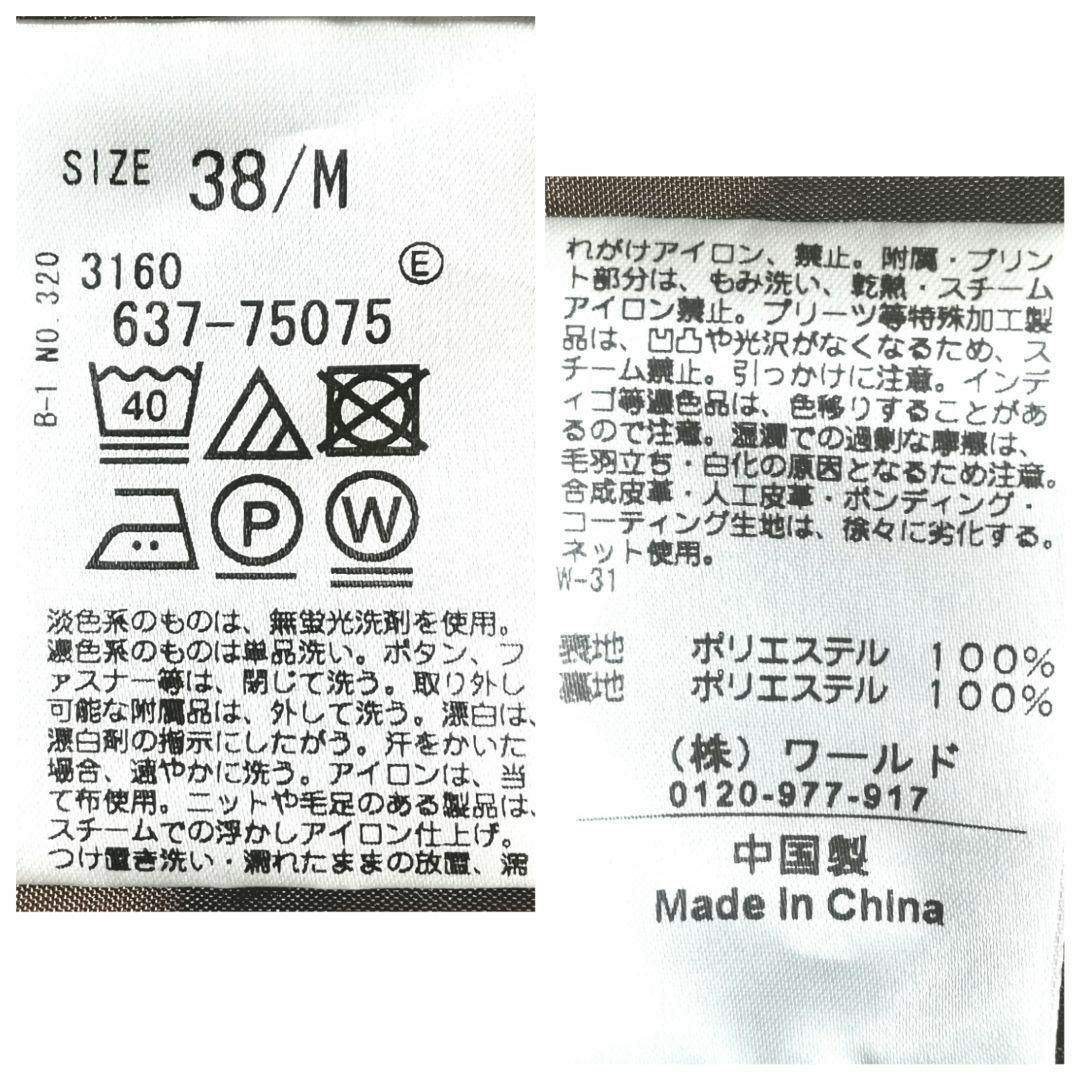 SIZE 38/M
B-1 NO. 320
3160 E
637-75075
40
P W
淡色系のものは、無蛍光洗剤を使用。
濃色系のものは単品洗い。ボタン、フ
ァスナー等は、閉じて洗う。取り外し
可能な附属品は、外して洗う。漂白は、
漂白剤の指示にしたがう。汗をかいた
場合、速やかに洗う。アイロンは、当
て布使用。ニットや毛足のある製品は、
スチームでの浮かしアイロン仕上げ。
つけ置き洗い・濡れたままの放置、濡
れがけアイロン、禁止。附属・プリン
ト部分は、もみ洗い、乾熱・スチーム
アイロン禁止。プリーツ等特殊加工製
品は、凹凸や光沢がなくなるため、ス
チーム禁止。引っかけに注意。インデ
ィゴ等濃色品は、色移りすることがあ
るので注意。湿潤での過剰な摩擦は、
毛羽立ち・白化の原因となるため注意。
合成皮革・人工皮革・ボンディング・
コーティング生地は、徐々に劣化する。
ネット使用。
W-31
表地 ポリエステル 100%
裏地 ポリエステル 100%
(株) ワールド
0120-977-917
中国製
Made In China